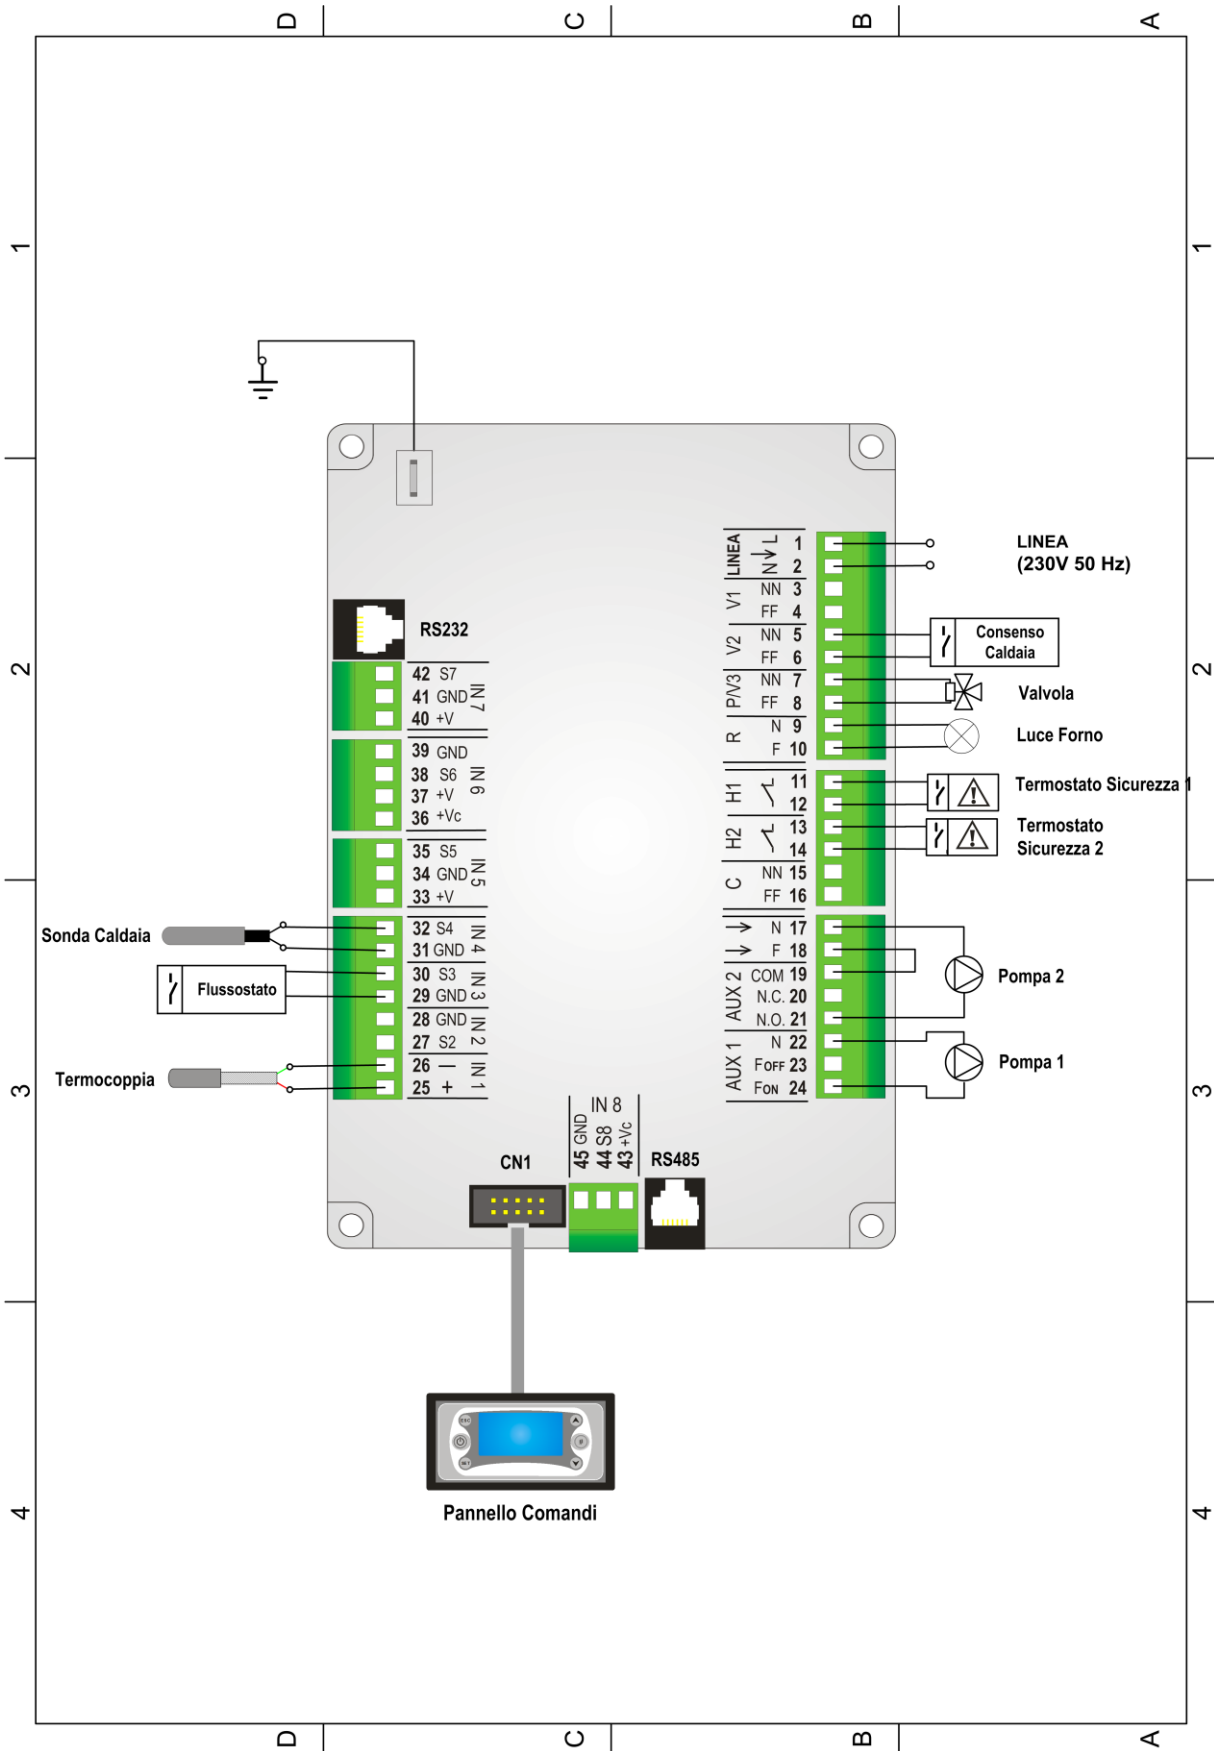 D C B A
1 1
LINEA N L 1
2
LINEA
(230V 50 Hz)
V1 NN 3
FF 4
V2 NN 5
FF 6
Consenso
Caldaia
P/V3 NN 7
FF 8
Valvola
R N 9
F 10
Luce Forno
H1 11
12
Termostato Sicurezza 1
H2 13
14
Termostato
Sicurezza 2
C NN 15
FF 16
N 17
F 18
AUX 2 COM 19
N.C. 20
N.O. 21
Pompa 2
AUX 1 N 22
FOFF 23
FON 24
Pompa 1
RS232
2 2
42 S7
41 GND
40 +V
IN 7
39 GND
38 S6
37 +V
36 +Vc
IN 6
35 S5
34 GND
33 +V
IN 5
Sonda Caldaia
32 S4
31 GND
IN 4
Flussostato
30 S3
29 GND
IN 3
28 GND
27 S2
IN 2
Termocoppia
26 —
25 +
IN 1
3 3
IN 8
45 GND
44 S8
43 +Vc
CN1
RS485
Pannello Comandi
4 4
D C B A